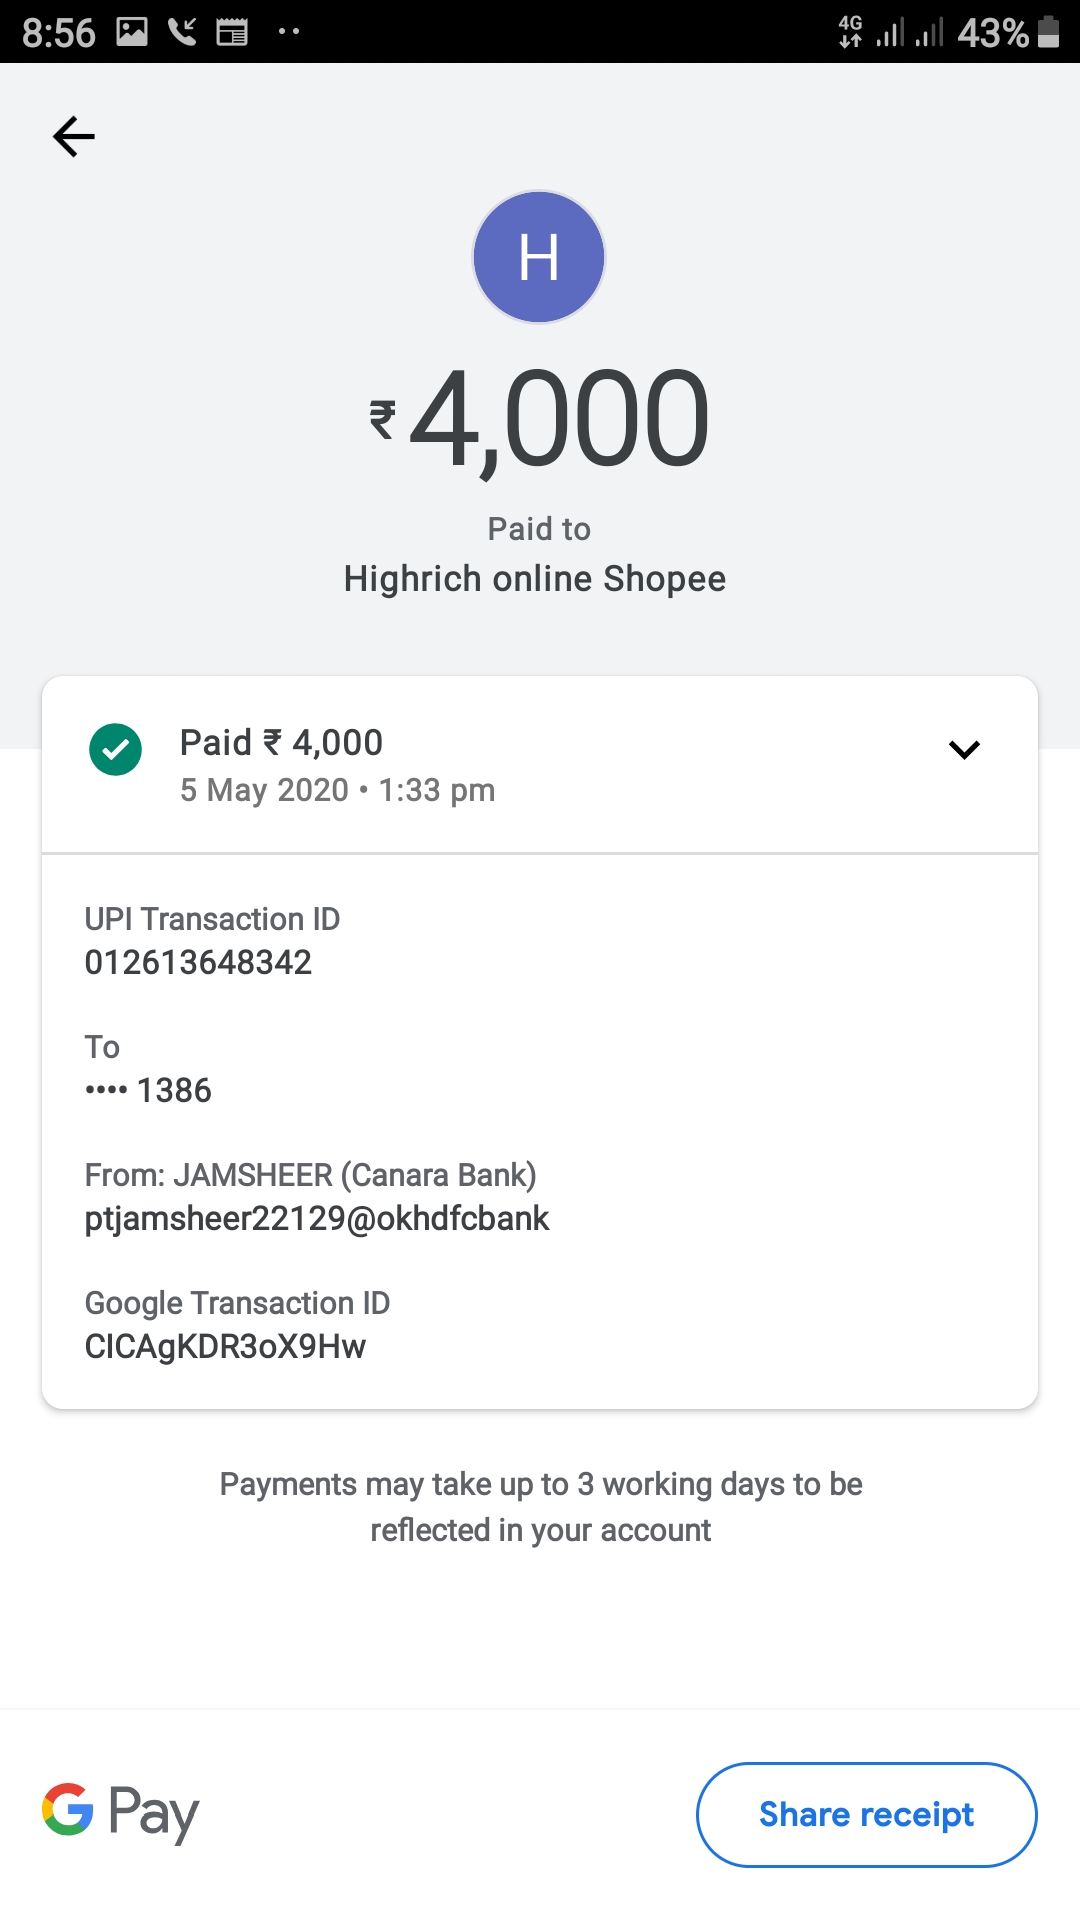 8:56
4G
43%
H
₹4,000
Paid to
Highrich online Shopee
Paid ₹ 4,000
5 May 2020 • 1:33 pm
UPI Transaction ID
012613648342
To
•••• 1386
From: JAMSHEER (Canara Bank)
ptjamsheer22129@okhdfcbank
Google Transaction ID
CICAgKDR3oX9Hw
Payments may take up to 3 working days to be
reflected in your account
G Pay
Share receipt